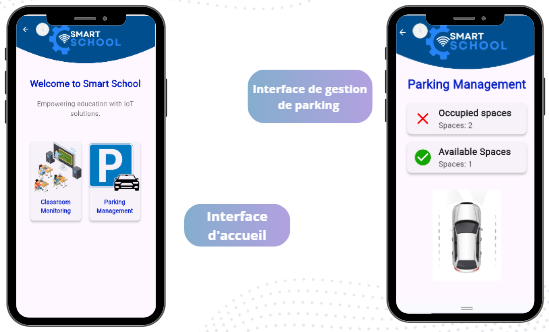 SMART
SCHOOL
Welcome to Smart School
Empowering education with IoT
solutions.
Classroom
Monitoring
P
Parking
Management
Interface de gestion
de parking
Interface
d'accueil
SMART
SCHOOL
Parking Management
Occupied spaces
Spaces: 2
Available Spaces
Spaces: 1